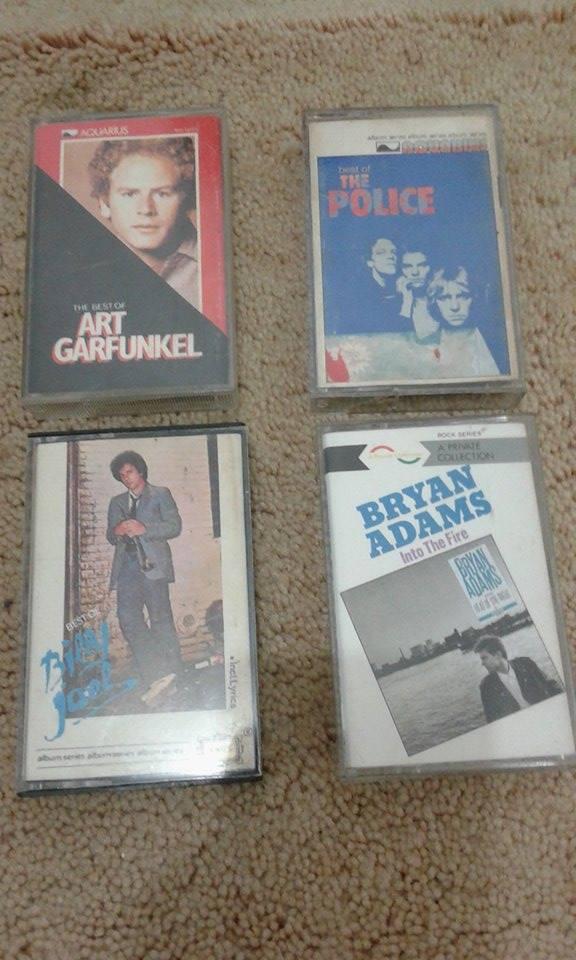 AQUARIUS
THE BEST OF
ART
GARFUNKEL
album series album series album series
best of
THE
POLICE
BEST OF
Billy
Joel
Inct.Lyrics
album series album series album series
ROCK SERIES
A PRIVATE
COLLECTION
BRYAN
ADAMS
Into The Fire
BRYAN
ADAMS